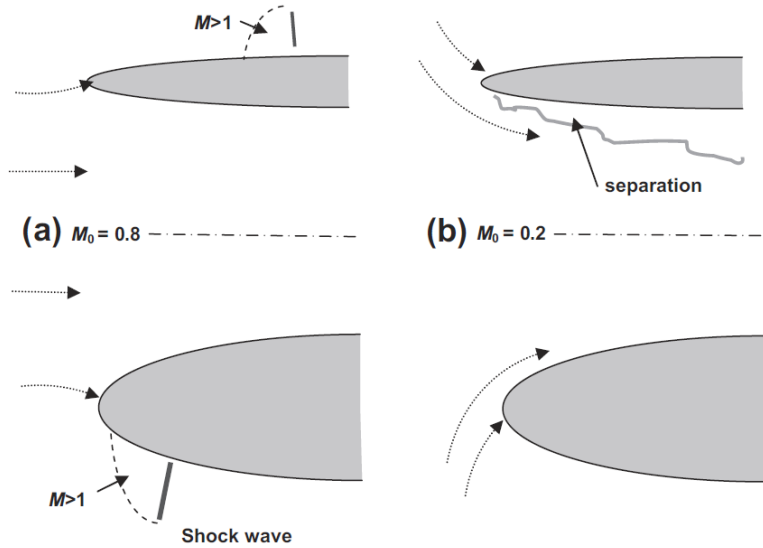 M>1
separation
(a) M0 = 0.8
(b) M0 = 0.2
M>1
Shock wave